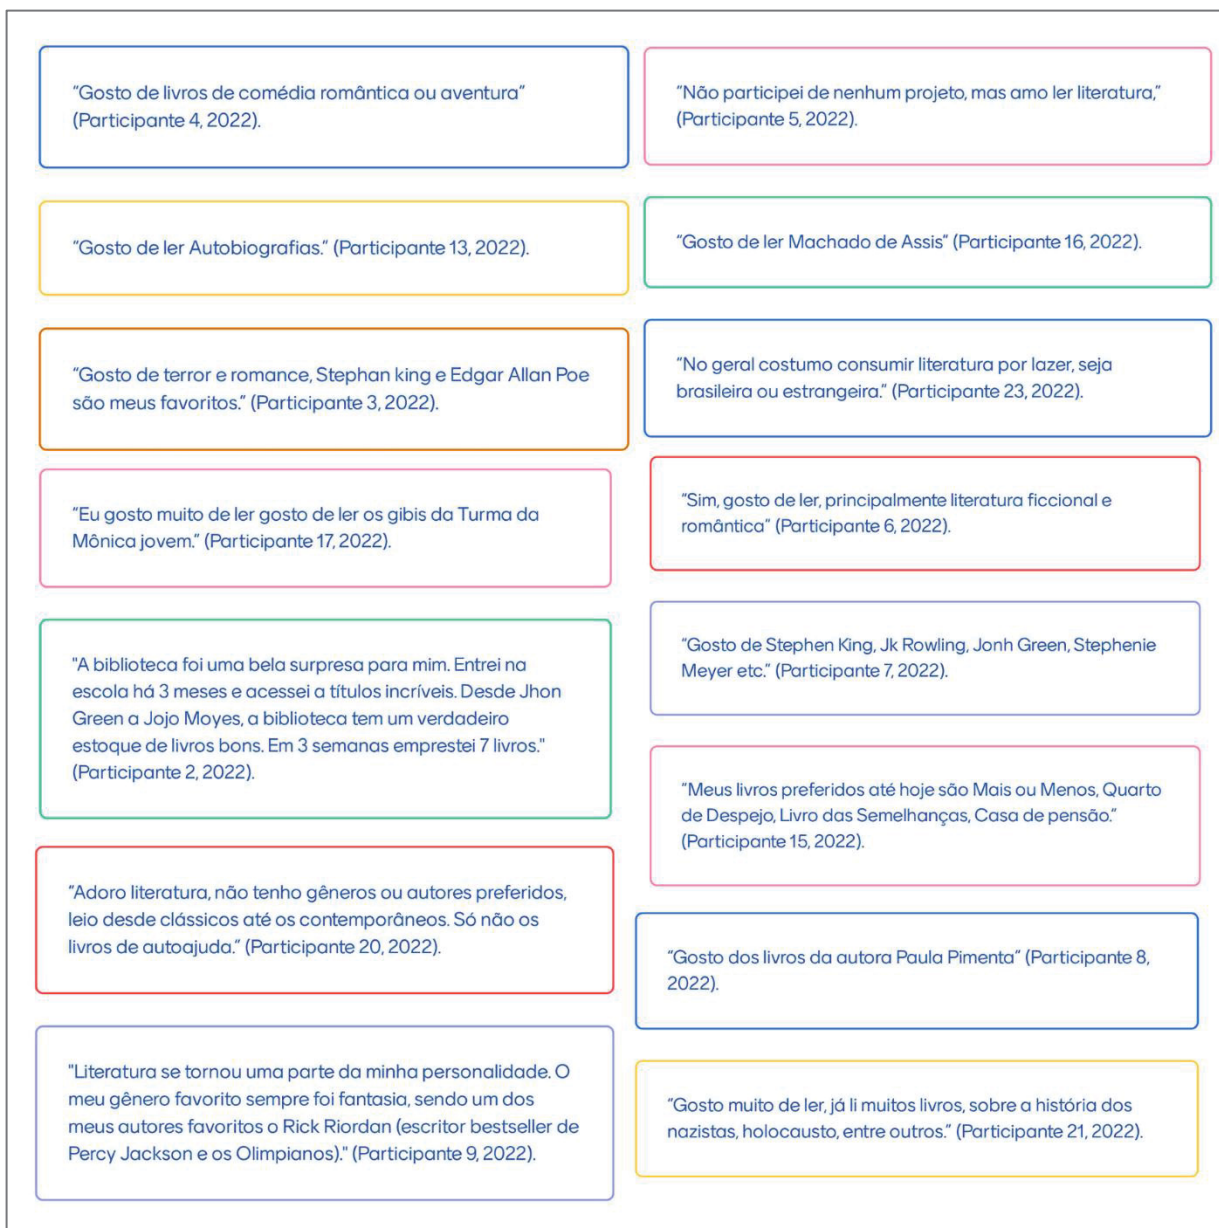 “Gosto de livros de comédia romântica ou aventura”
(Participante 4, 2022).
“Não participei de nenhum projeto, mas amo ler literatura,”
(Participante 5, 2022).
“Gosto de ler Autobiografias.” (Participante 13, 2022).
“Gosto de ler Machado de Assis” (Participante 16, 2022).
“Gosto de terror e romance, Stephan king e Edgar Allan Poe
são meus favoritos.” (Participante 3, 2022).
“No geral costumo consumir literatura por lazer, seja
brasileira ou estrangeira.” (Participante 23, 2022).
“Eu gosto muito de ler gosto de ler os gibis da Turma da
Mônica jovem.” (Participante 17, 2022).
“Sim, gosto de ler, principalmente literatura ficcional e
romântica” (Participante 6, 2022).
"A biblioteca foi uma bela surpresa para mim. Entrei na
escola há 3 meses e acessei a títulos incríveis. Desde Jhon
Green a Jojo Moyes, a biblioteca tem um verdadeiro
estoque de livros bons. Em 3 semanas emprestei 7 livros."
(Participante 2, 2022).
“Gosto de Stephen King, Jk Rowling, Jonh Green, Stephenie
Meyer etc.” (Participante 7, 2022).
“Meus livros preferidos até hoje são Mais ou Menos, Quarto
de Despejo, Livro das Semelhanças, Casa de pensão.”
(Participante 15, 2022).
“Adoro literatura, não tenho gêneros ou autores preferidos,
leio desde clássicos até os contemporâneos. Só não os
livros de autoajuda.” (Participante 20, 2022).
“Gosto dos livros da autora Paula Pimenta” (Participante 8,
2022).
"Literatura se tornou uma parte da minha personalidade. O
meu gênero favorito sempre foi fantasia, sendo um dos
meus autores favoritos o Rick Riordan (escritor bestseller de
Percy Jackson e os Olimpianos)." (Participante 9, 2022).
“Gosto muito de ler, já li muitos livros, sobre a história dos
nazistas, holocausto, entre outros.” (Participante 21, 2022).